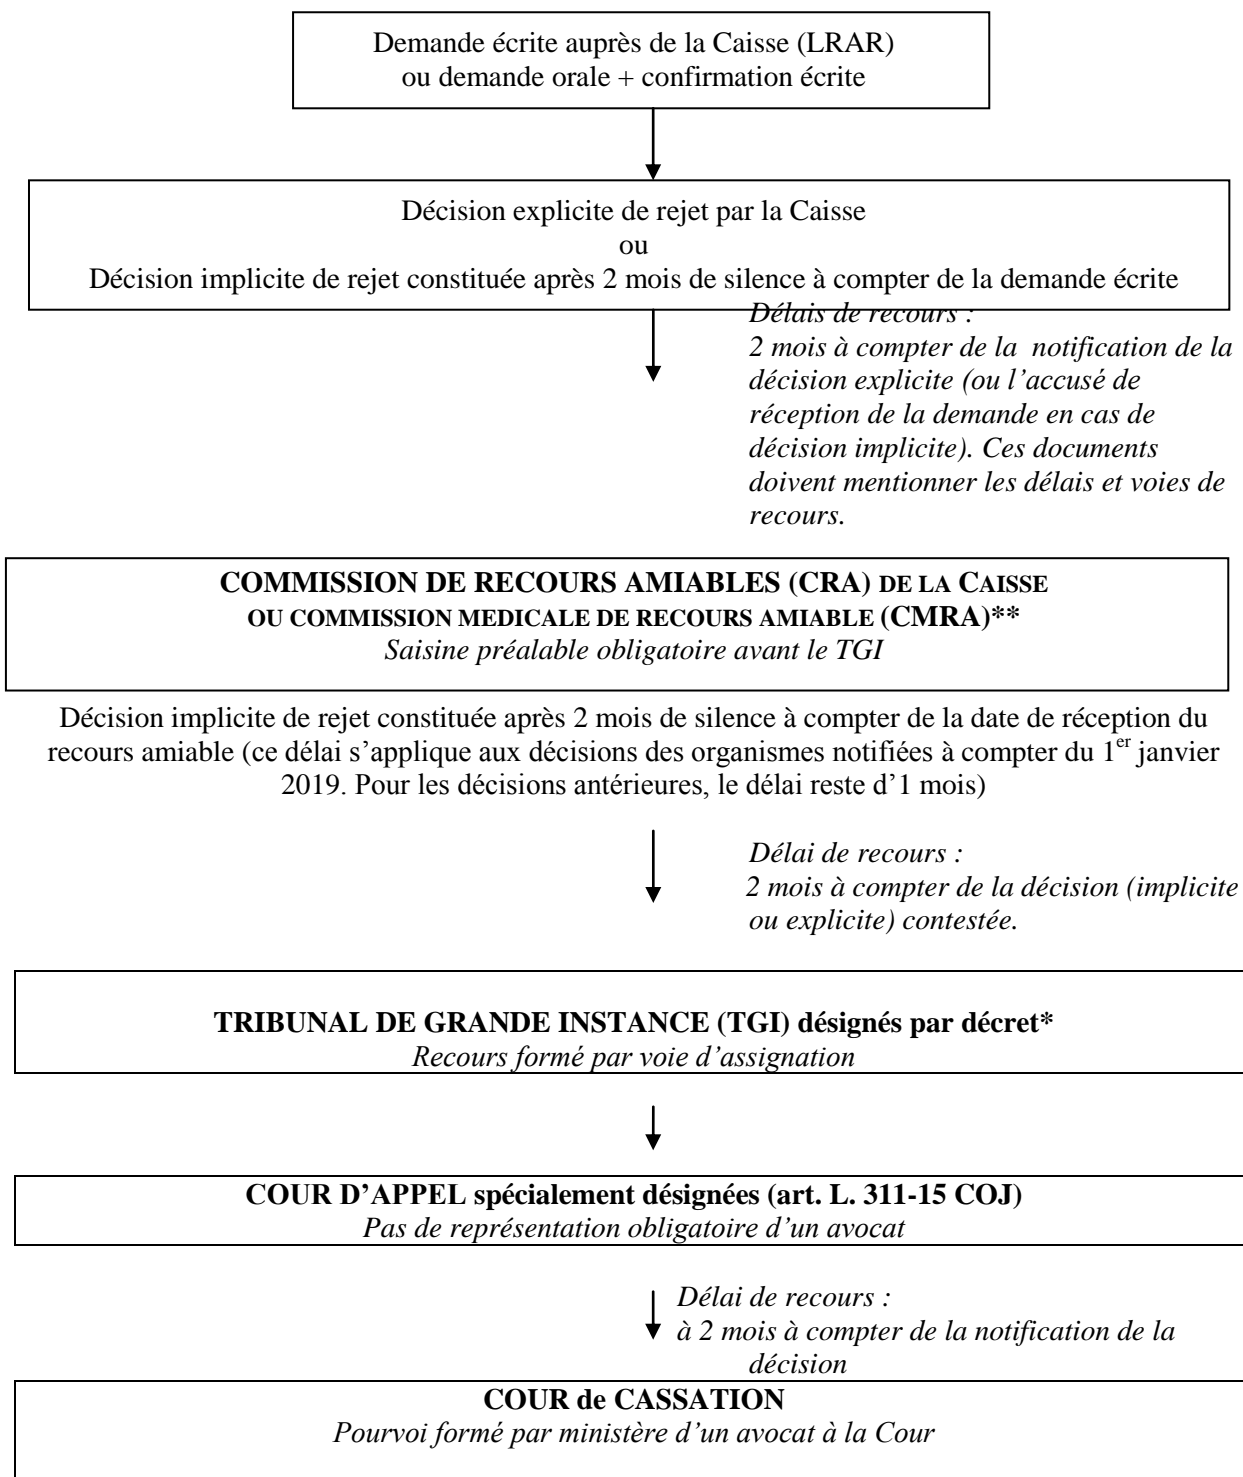 Demande écrite auprès de la Caisse (LRAR)
ou demande orale + confirmation écrite
Décision explicite de rejet par la Caisse
ou
Décision implicite de rejet constituée après 2 mois de silence à compter de la demande écrite
Délais de recours :
2 mois à compter de la notification de la
décision explicite (ou l’accusé de
réception de la demande en cas de
décision implicite). Ces documents
doivent mentionner les délais et voies de
recours.
COMMISSION DE RECOURS AMIABLES (CRA) DE LA CAISSE
OU COMMISSION MEDICALE DE RECOURS AMIABLE (CMRA)**
Saisine préalable obligatoire avant le TGI
Décision implicite de rejet constituée après 2 mois de silence à compter de la date de réception du
recours amiable (ce délai s’applique aux décisions des organismes notifiées à compter du 1er janvier
2019. Pour les décisions antérieures, le délai reste d’1 mois)
Délai de recours :
2 mois à compter de la décision (implicite
ou explicite) contestée.
TRIBUNAL DE GRANDE INSTANCE (TGI) désignés par décret*
Recours formé par voie d’assignation
COUR D’APPEL spécialement désignées (art. L. 311-15 COJ)
Pas de représentation obligatoire d’un avocat
Délai de recours :
à 2 mois à compter de la notification de la
décision
COUR de CASSATION
Pourvoi formé par ministère d’un avocat à la Cour